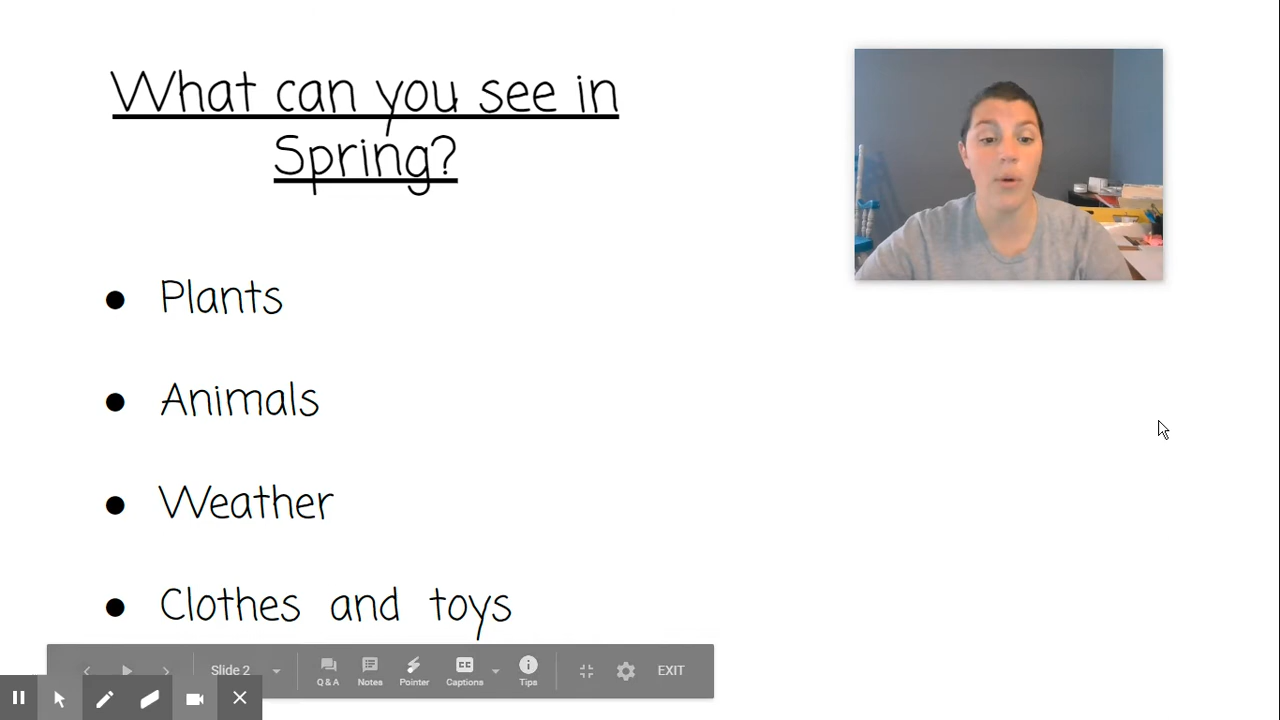 What can you see in
Spring?
● Plants
● Animals
● Weather
● Clothes and toys
Slide 2
Q & A
Notes
Pointer
CC
Captions
Tips
EXIT